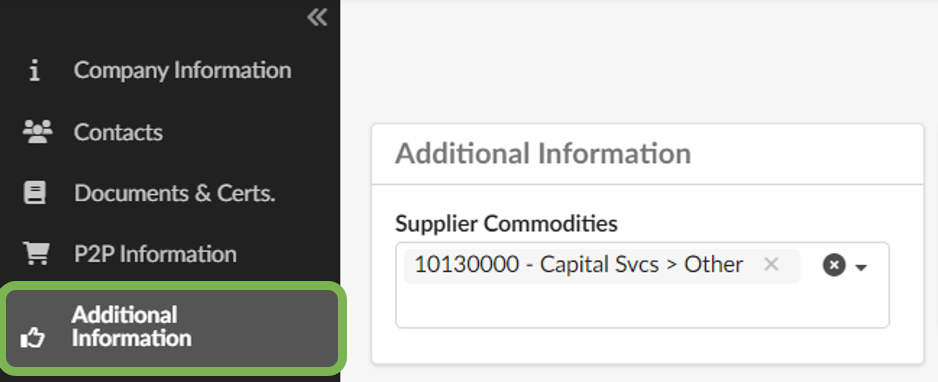 Company Information
Contacts
Documents & Certs.
P2P Information
Additional
Information
Additional Information
Supplier Commodities
10130000 - Capital Svcs > Other